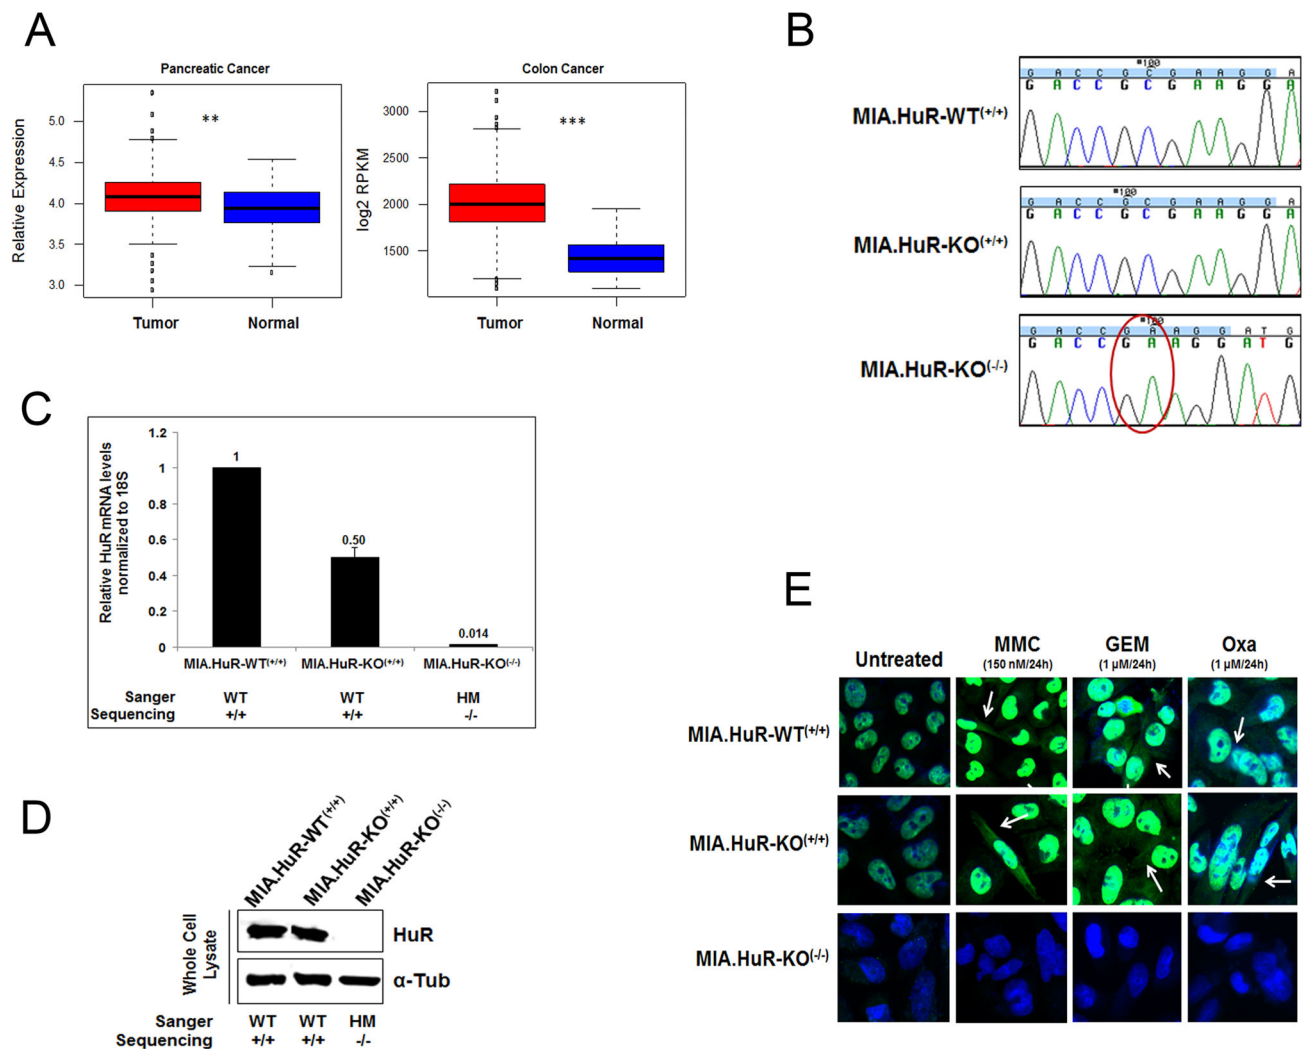 A
Pancreatic Cancer
Relative Expression
5.0
4.5
4.0
3.5
3.0
**
Tumor
Normal
Colon Cancer
log2 RPKM
3000
2500
2000
1500
***
Tumor
Normal
B
MIA.HuR-WT(+/+)
100
G A C C G C G A A G G A
G A C C G C G A A G G A
MIA.HuR-KO(+/+)
100
G A C C G C G A A G G A
G A C C G C G A A G G A
MIA.HuR-KO(-/-)
100
G A C C G A A G G A T G
G A C C G A A G G A T G
C
Relative HuR mRNA levels
normalized to 18S
1.2
1
0.8
0.6
0.4
0.2
0
1
0.50
0.014
MIA.HuR-WT(+/+)
MIA.HuR-KO(+/+)
MIA.HuR-KO(-/-)
Sanger WT WT HM
Sequencing +/+ +/+ -/-
D
MIA.HuR-WT(+/+)
MIA.HuR-KO(+/+)
MIA.HuR-KO(-/-)
Whole Cell
Lysate
HuR
α-Tub
Sanger WT WT HM
Sequencing +/+ +/+ -/-
E
Untreated
MMC
(150 nM/24h)
GEM
(1 µM/24h)
Oxa
(1 µM/24h)
MIA.HuR-WT(+/+)
MIA.HuR-KO(+/+)
MIA.HuR-KO(-/-)